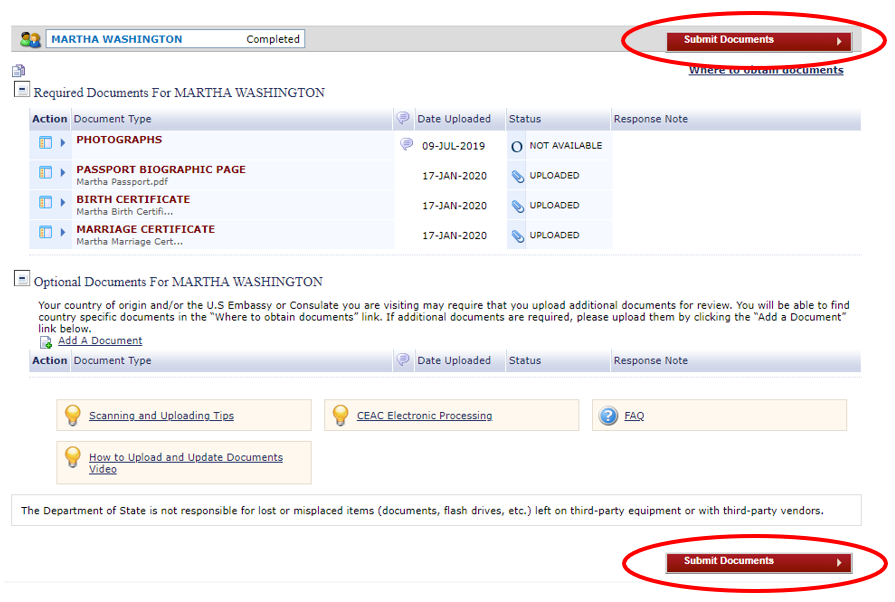 MARTHA WASHINGTON Completed Submit Documents
Where to obtain documents
Required Documents For MARTHA WASHINGTON
Action Document Type Date Uploaded Status Response Note
PHOTOGRAPHS 09-JUL-2019 NOT AVAILABLE
PASSPORT BIOGRAPHIC PAGE
Martha Passport.pdf 17-JAN-2020 UPLOADED
BIRTH CERTIFICATE
Martha Birth Certifi... 17-JAN-2020 UPLOADED
MARRIAGE CERTIFICATE
Martha Marriage Cert... 17-JAN-2020 UPLOADED
Optional Documents For MARTHA WASHINGTON
Your country of origin and/or the U.S Embassy or Consulate you are visiting may require that you upload additional documents for review. You will be able to find
country specific documents in the “Where to obtain documents” link. If additional documents are required, please upload them by clicking the “Add a Document”
link below.
Add A Document
Action Document Type Date Uploaded Status Response Note
Scanning and Uploading Tips CEAC Electronic Processing FAQ
How to Upload and Update Documents
Video
The Department of State is not responsible for lost or misplaced items (documents, flash drives, etc.) left on third-party equipment or with third-party vendors.
Submit Documents